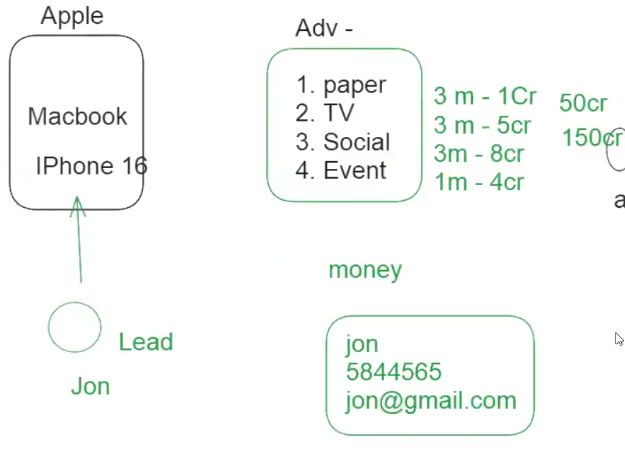 Apple
Macbook
IPhone 16
Adv -
1. paper
2. TV
3. Social
4. Event
3 m - 1Cr
3 m - 5cr
3m - 8cr
1m - 4cr
50cr
150cr
a
money
Lead
Jon
jon
5844565
jon@gmail.com